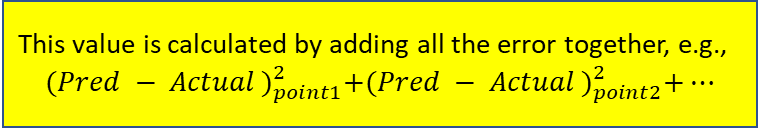 This value is calculated by adding all the error together, e.g.,
(Pred − Actual )²ₚₒᵢₙₜ₁+(Pred − Actual )²ₚₒᵢₙₜ₂+ ⋯